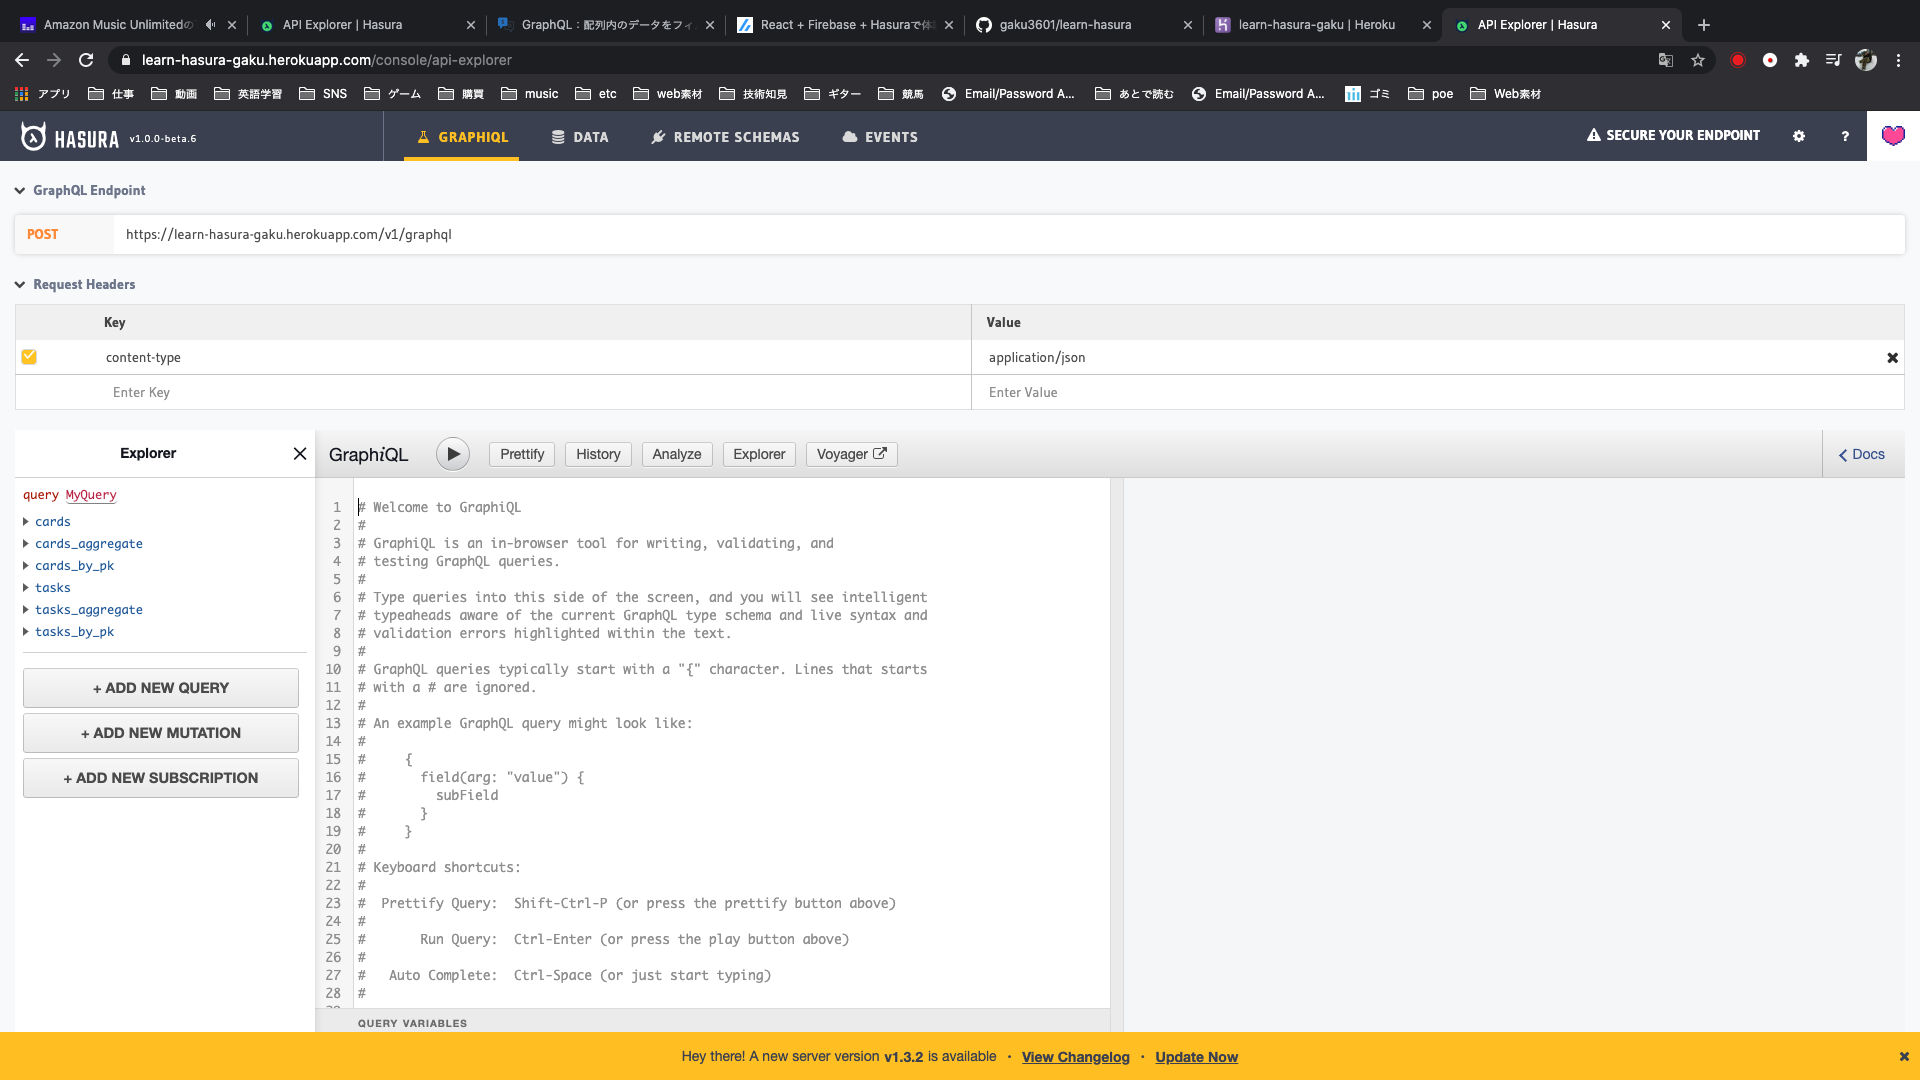 Amazon Music Unlimitedの
API Explorer | Hasura
GraphQL：配列内のデータをフィ
React + Firebase + Hasuraで体
gaku3601/learn-hasura
learn-hasura-gaku | Heroku
API Explorer | Hasura
learn-hasura-gaku.herokuapp.com/console/api-explorer
アプリ 仕事 動画 英語学習 SNS ゲーム 購買 music etc web素材 技術知見 ギター 競馬 Email/Password A... あとで読む Email/Password A... ゴミ poe Web素材
HASURA v1.0.0-beta.6 GRAPHIQL DATA REMOTE SCHEMAS EVENTS SECURE YOUR ENDPOINT ?
GraphQL Endpoint
POST https://learn-hasura-gaku.herokuapp.com/v1/graphql
Request Headers
Key Value
content-type application/json
Enter Key Enter Value
Explorer GraphiQL Prettify History Analyze Explorer Voyager Docs
query MyQuery
cards
cards_aggregate
cards_by_pk
tasks
tasks_aggregate
tasks_by_pk
+ ADD NEW QUERY
+ ADD NEW MUTATION
+ ADD NEW SUBSCRIPTION
1 # Welcome to GraphiQL
2 #
3 # GraphiQL is an in-browser tool for writing, validating, and
4 # testing GraphQL queries.
5 #
6 # Type queries into this side of the screen, and you will see intelligent
7 # typeaheads aware of the current GraphQL type schema and live syntax and
8 # validation errors highlighted within the text.
9 #
10 # GraphQL queries typically start with a "{" character. Lines that starts
11 # with a # are ignored.
12 #
13 # An example GraphQL query might look like:
14 #
15 #     {
16 #       field(arg: "value") {
17 #         subField
18 #       }
19 #     }
20 #
21 # Keyboard shortcuts:
22 #
23 #  Prettify Query:  Shift-Ctrl-P (or press the prettify button above)
24 #
25 #       Run Query:  Ctrl-Enter (or press the play button above)
26 #
27 #   Auto Complete:  Ctrl-Space (or just start typing)
28 #
QUERY VARIABLES
Hey there! A new server version v1.3.2 is available · View Changelog · Update Now